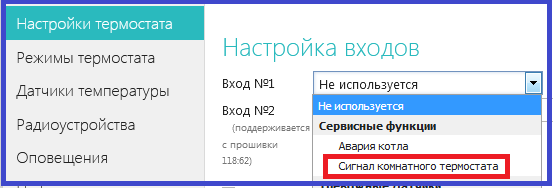 Настройки термостата
Режимы термостата
Датчики температуры
Радиоустройства
Оповещения
Настройка входов
Вход №1
Не используется
Вход №2
(поддерживается
с прошивки
118:62)
Не используется
Сервисные функции
Авария котла
Сигнал комнатного термостата